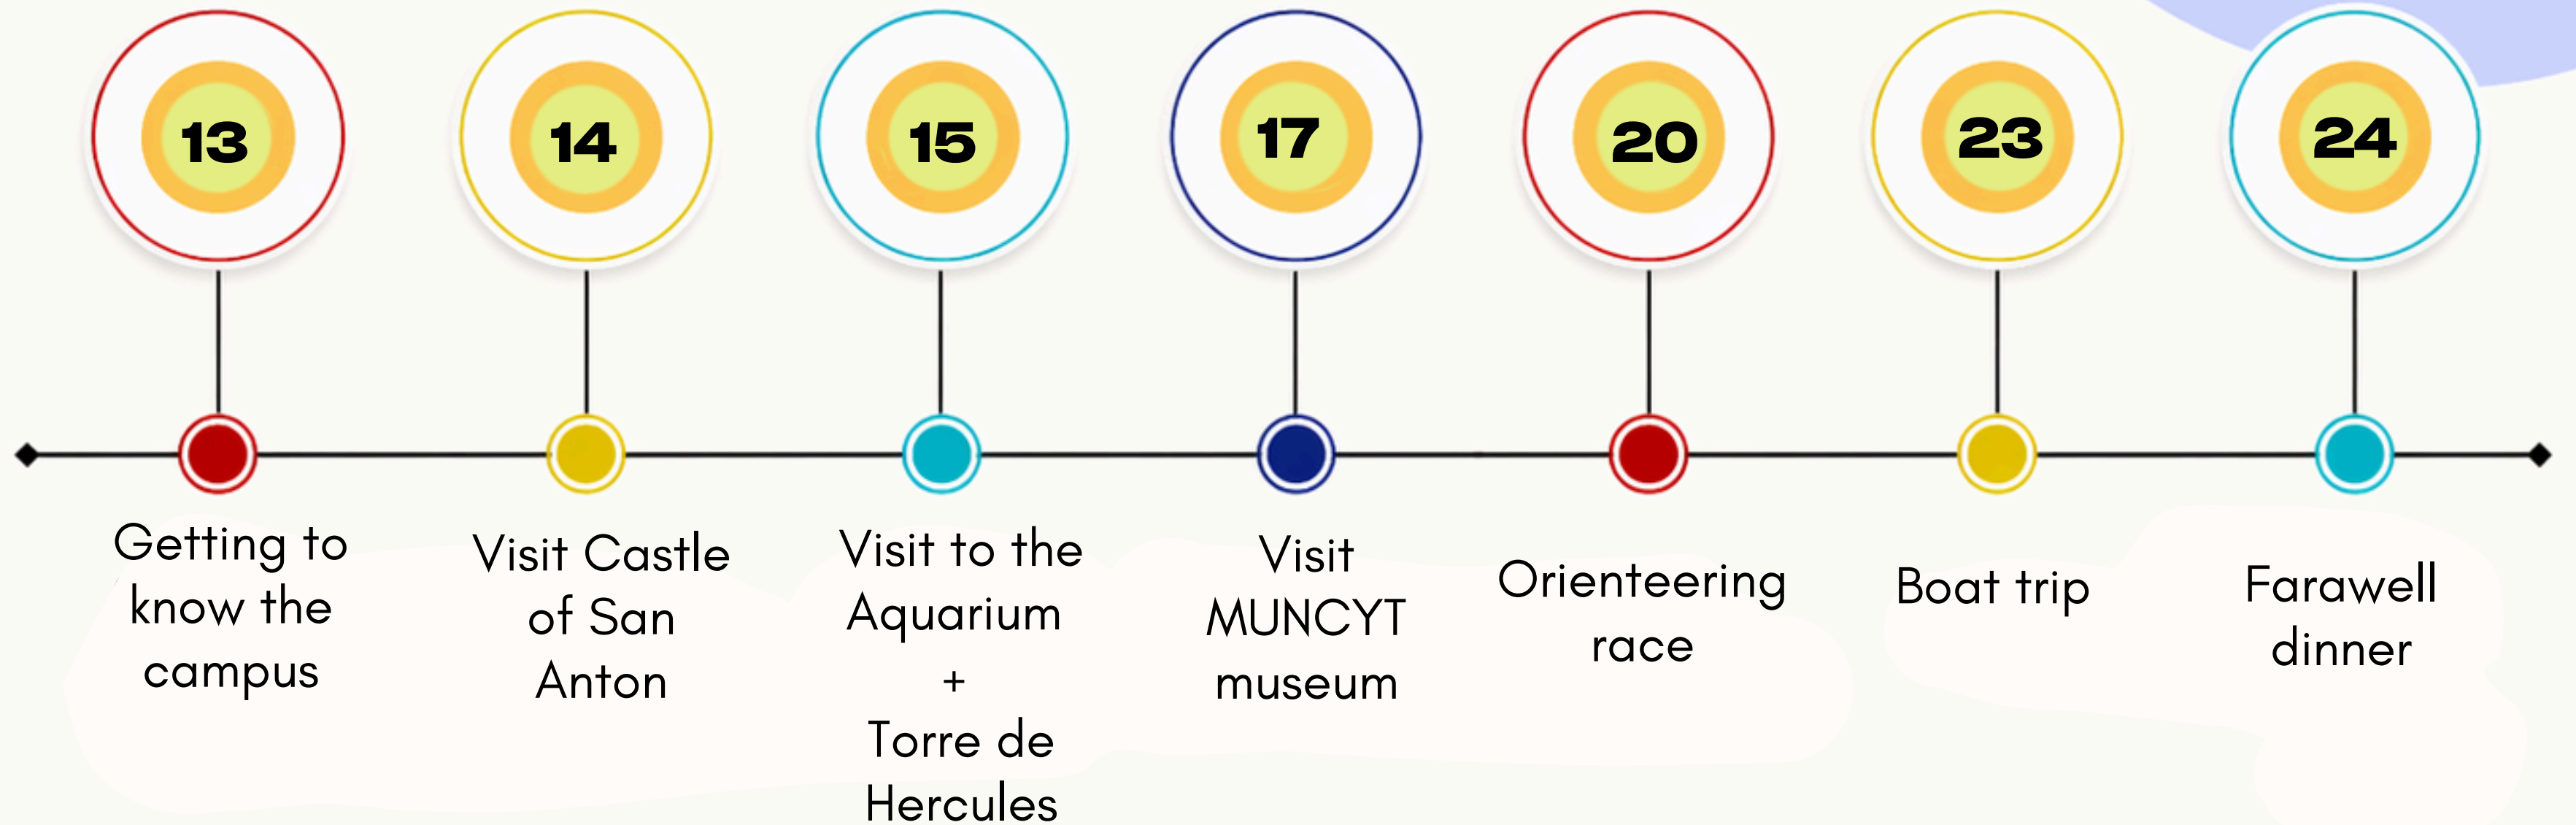 13
14
15
17
20
23
24
Getting to
know the
campus
Visit Castle
of San
Anton
Visit to the
Aquarium
+
Torre de
Hercules
Visit
MUNCYT
museum
Orienteering
race
Boat trip
Farawell
dinner